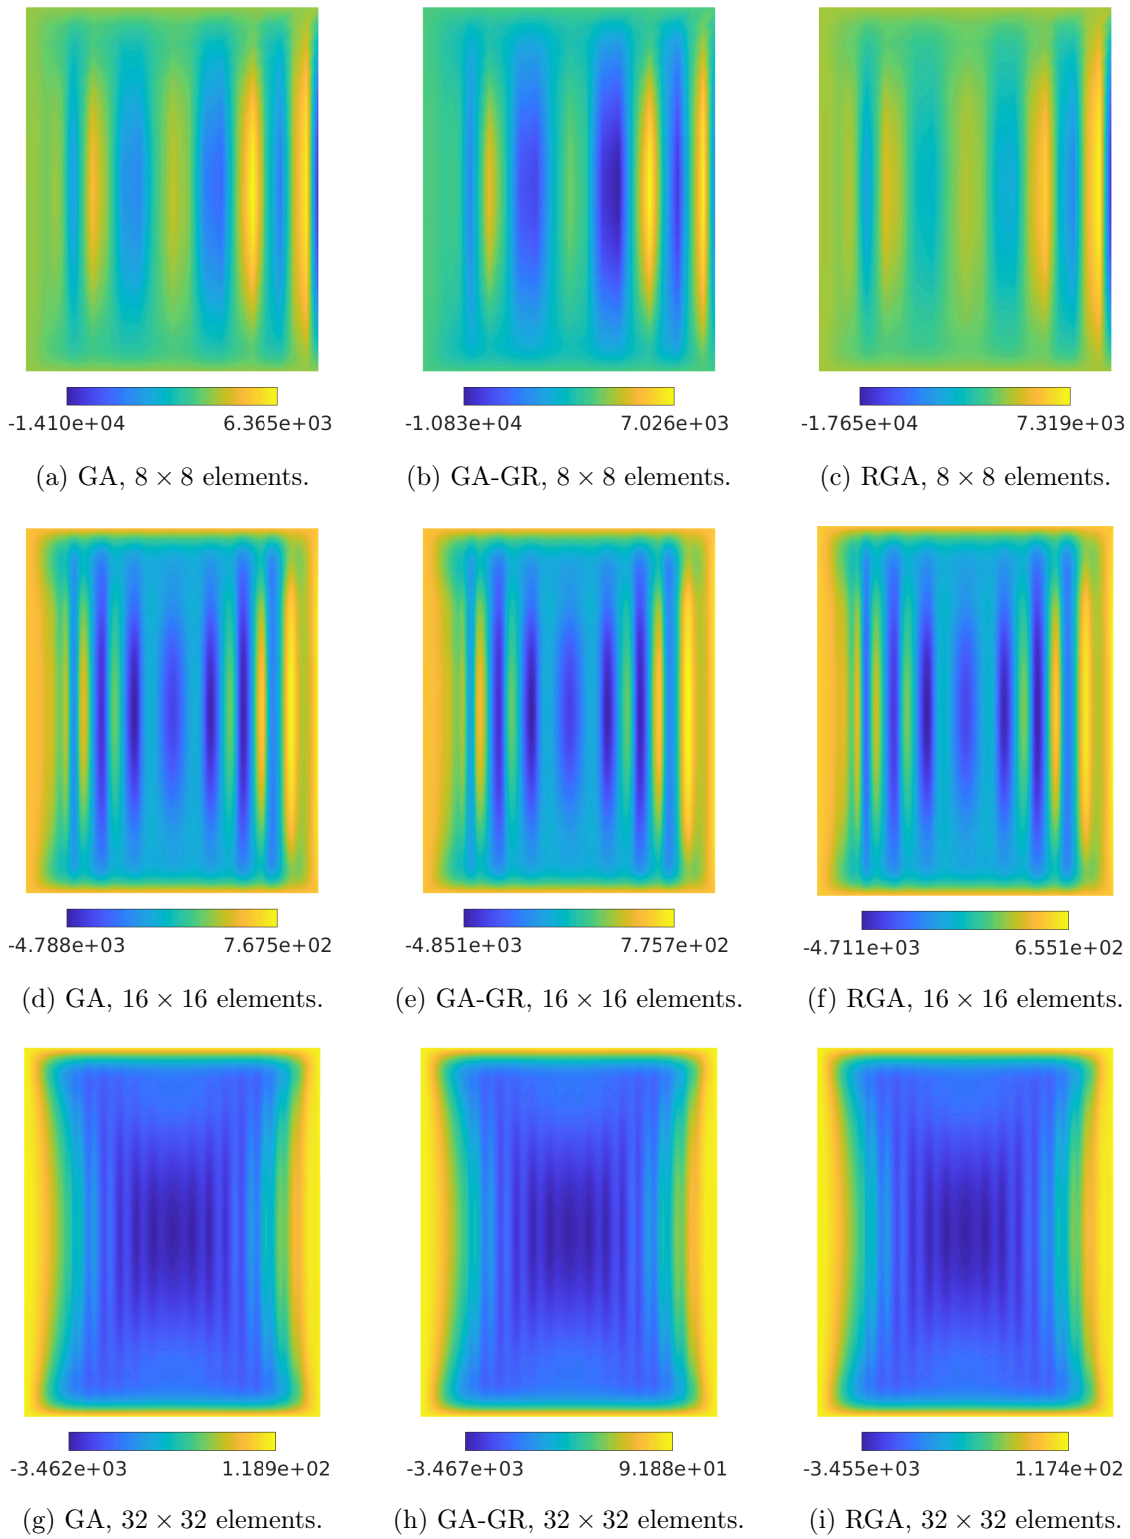 -1.410e+04 6.365e+03 -1.083e+04 7.026e+03 -1.765e+04 7.319e+03
(a) GA, 8 × 8 elements. (b) GA-GR, 8 × 8 elements. (c) RGA, 8 × 8 elements.
-4.788e+03 7.675e+02 -4.851e+03 7.757e+02 -4.711e+03 6.551e+02
(d) GA, 16 × 16 elements. (e) GA-GR, 16 × 16 elements. (f) RGA, 16 × 16 elements.
-3.462e+03 1.189e+02 -3.467e+03 9.188e+01 -3.455e+03 1.174e+02
(g) GA, 32 × 32 elements. (h) GA-GR, 32 × 32 elements. (i) RGA, 32 × 32 elements.